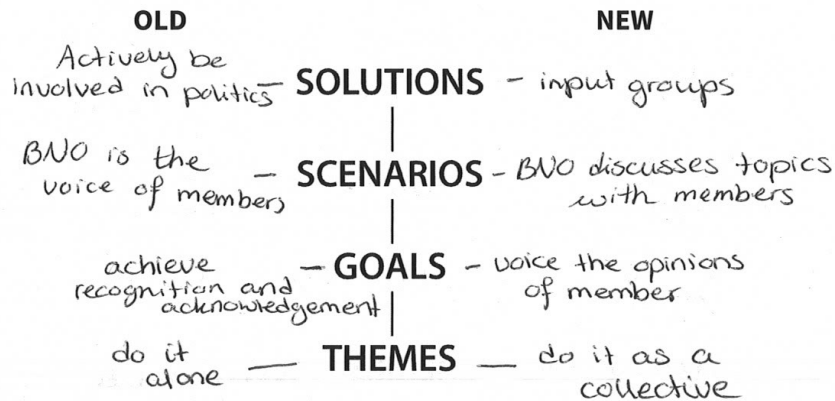 OLD
NEW
Actively be
involved in politics – SOLUTIONS – input groups
BNO is the
voice of members – SCENARIOS – BNO discusses topics
with members
achieve
recognition and
acknowledgement – GOALS – voice the opinions
of member
do it
alone — THEMES — do it as a
collective